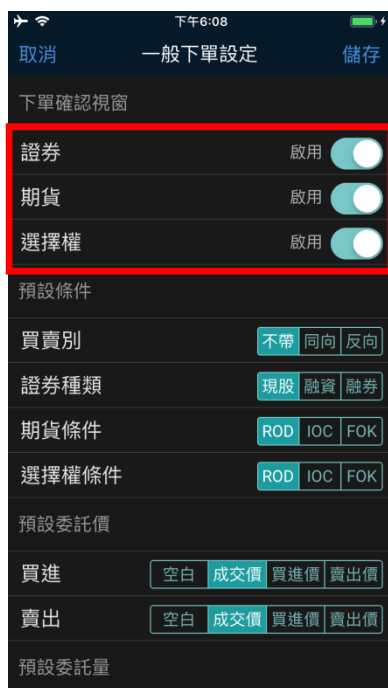 下午6:08
取消 一般下單設定 儲存
下單確認視窗
證券 啟用
期貨 啟用
選擇權 啟用
預設條件
買賣別 不帶 同向 反向
證券種類 現股 融資 融券
期貨條件 ROD IOC FOK
選擇權條件 ROD IOC FOK
預設委託價
買進 空白 成交價 買進價 賣出價
賣出 空白 成交價 買進價 賣出價
預設委託量